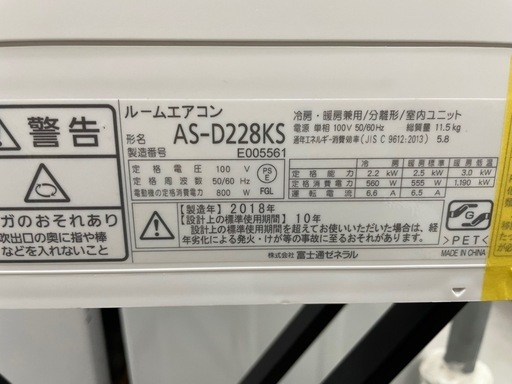 警告
ガのおそれあり
吹出口の奥に指や棒
などを入れないこと
ルームエアコン
形名 AS-D228KS
製造番号 E005561
冷房・暖房兼用/分離形/室内ユニット
電源 単相 100V 50/60Hz 総質量 11.5kg
通年エネルギー消費効率(JIS C 9612:2013) 5.8
定格電圧 100 V
定格周波数 50/60 Hz
電動機の定格消費電力 800 W
PS
E
FGL
冷房 暖房標準 暖房低温
定格能力 2.2 kW 2.5 kW 3.0 kW
定格消費電力 560 W 555 W 1,190 kW
運転電流 6.6 A 6.5 A
【製造年】2018年
【設計上の標準使用期間】10年
設計上の標準使用期間を超えてお使いいただいた場合は、経
年劣化による発火・けが等の事故に至るおそれがあります。
株式会社 富士通ゼネラル
G
>PET<
MADE IN CHINA